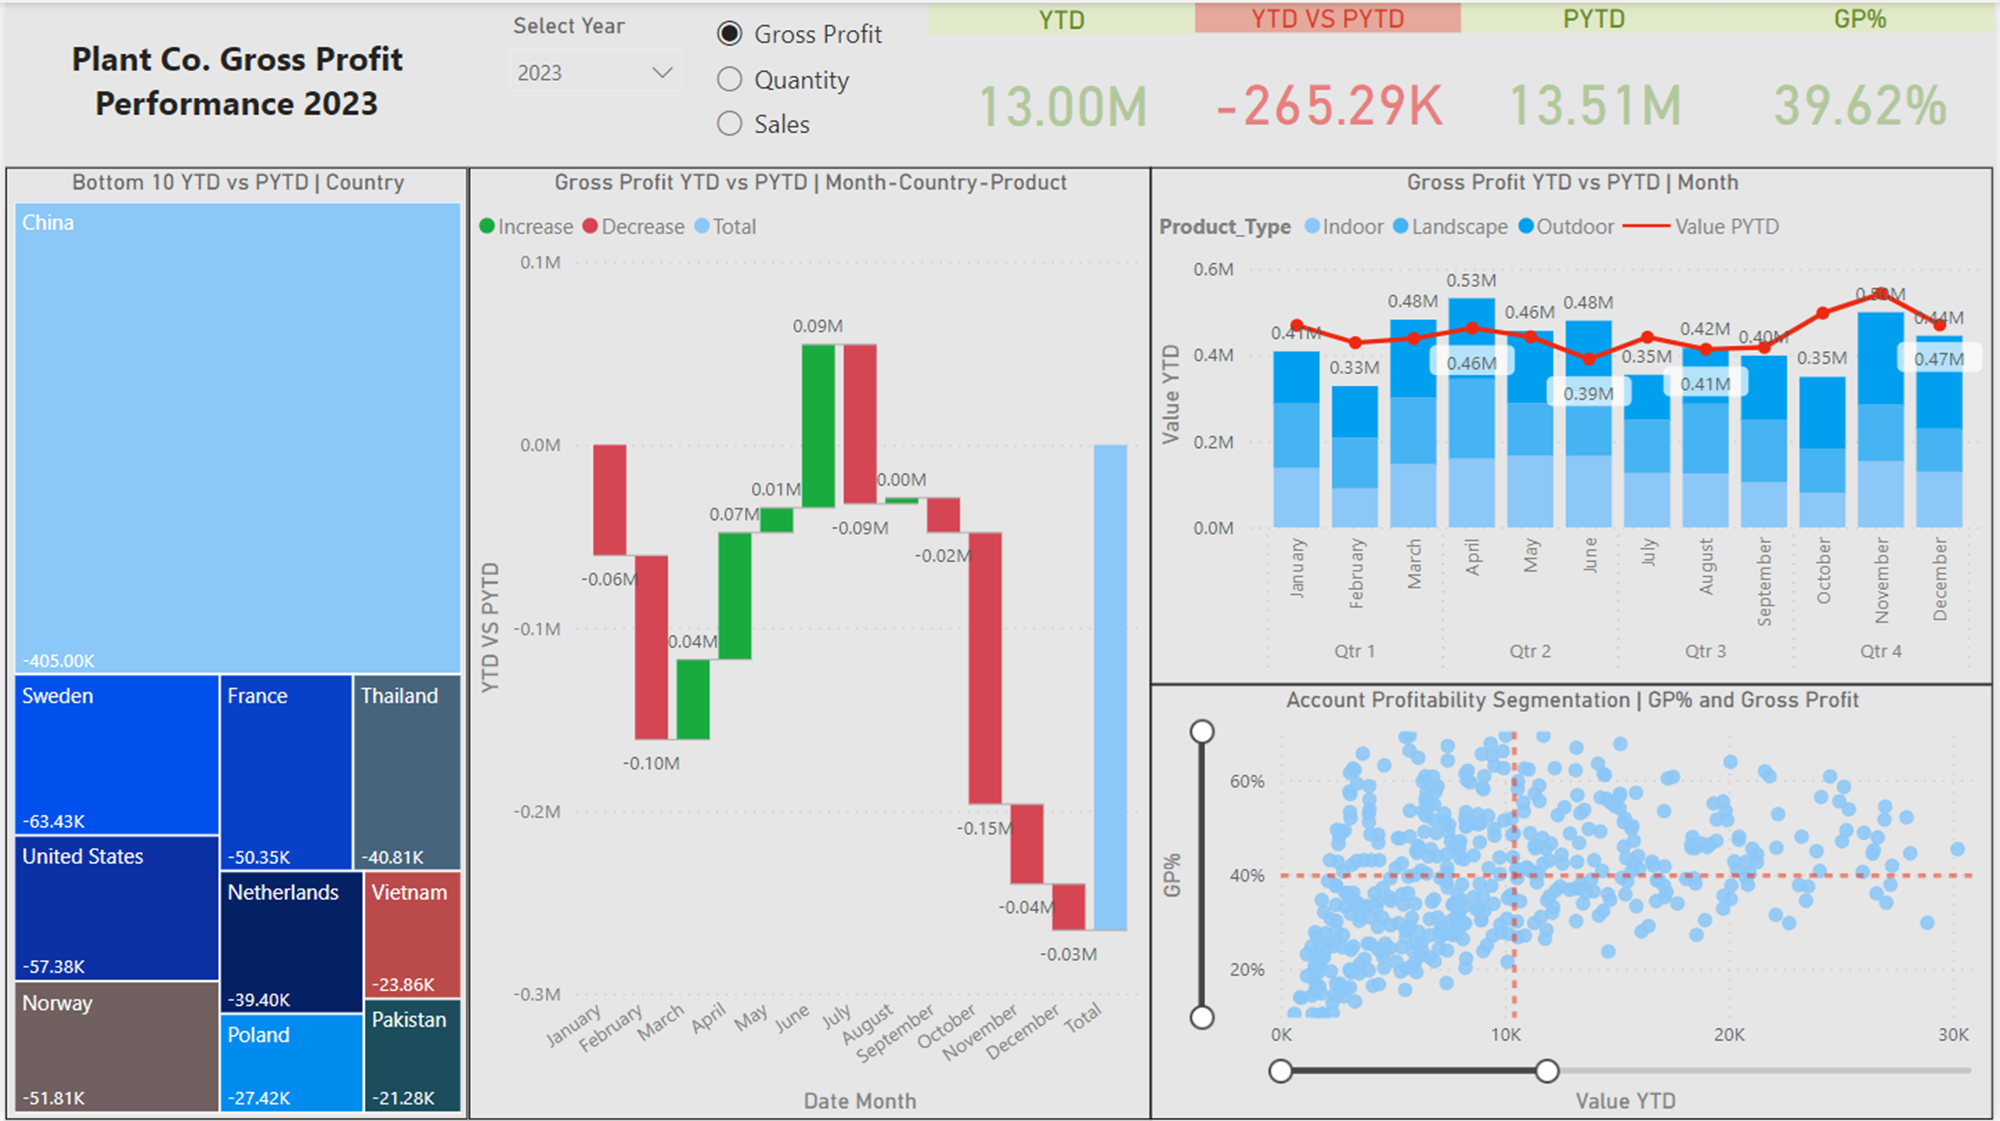 Plant Co. Gross Profit
Performance 2023
Select Year
2023
Gross Profit
Quantity
Sales
YTD
13.00M
YTD VS PYTD
-265.29K
PYTD
13.51M
GP%
39.62%
Bottom 10 YTD vs PYTD | Country
China
-405.00K
Sweden
-63.43K
United States
-57.38K
Norway
-51.81K
France
-50.35K
Thailand
-40.81K
Netherlands
-39.40K
Poland
-27.42K
Vietnam
-23.86K
Pakistan
-21.28K
Gross Profit YTD vs PYTD | Month-Country-Product
Increase Decrease Total
YTD VS PYTD
0.1M
0.0M
-0.1M
-0.2M
-0.3M
-0.06M
-0.10M
0.04M
0.07M
0.01M
0.09M
-0.09M
0.00M
-0.02M
-0.15M
-0.04M
-0.03M
January
February
March
April
May
June
July
August
September
October
November
December
Total
Date Month
Gross Profit YTD vs PYTD | Month
Product_Type Indoor Landscape Outdoor Value PYTD
Value YTD
0.6M
0.4M
0.2M
0.0M
0.41M
0.33M
0.48M
0.53M
0.46M
0.46M
0.48M
0.39M
0.35M
0.42M
0.41M
0.40M
0.35M
0.50M
0.44M
0.47M
January
February
March
April
May
June
July
August
September
October
November
December
Qtr 1
Qtr 2
Qtr 3
Qtr 4
Account Profitability Segmentation | GP% and Gross Profit
GP%
60%
40%
20%
0K
10K
20K
30K
Value YTD